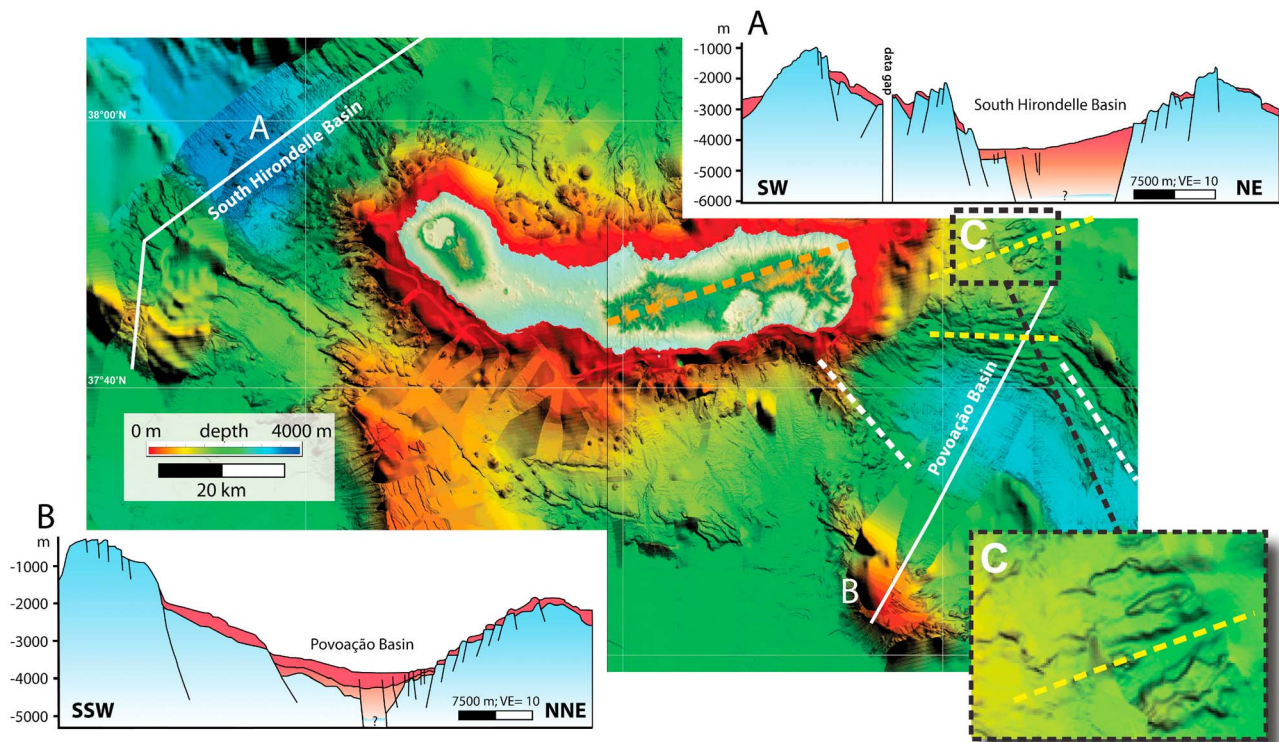 A
m
-1000
-2000
-3000
-4000
-5000
-6000
data gap
South Hirondelle Basin
SW
7500 m; VE= 10
NE
?
38°00'N
A
South Hirondelle Basin
C
37°40'N
Povoação Basin
0 m depth 4000 m
20 km
B
B
m
-1000
-2000
-3000
-4000
-5000
Povoação Basin
SSW
7500 m; VE= 10
NNE
?
C